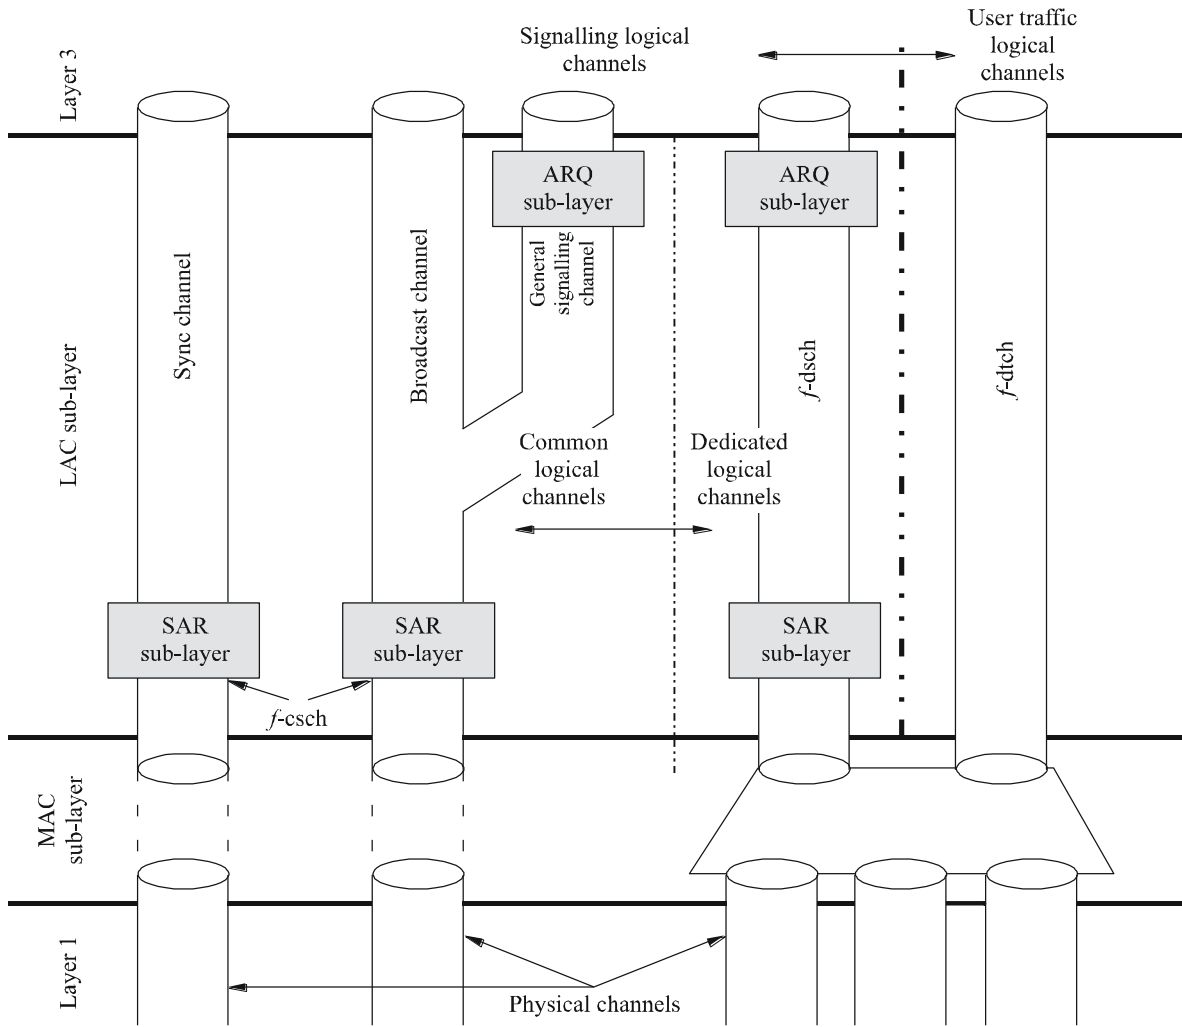 Signalling logical
channels
User traffic
logical
channels
Layer 3
ARQ
sub-layer
ARQ
sub-layer
General
signalling
channel
Sync channel
Broadcast channel
f-dsch
f-dtch
LAC sub-layer
Common
logical
channels
Dedicated
logical
channels
SAR
sub-layer
SAR
sub-layer
SAR
sub-layer
f-csch
MAC
sub-layer
Layer 1
Physical channels